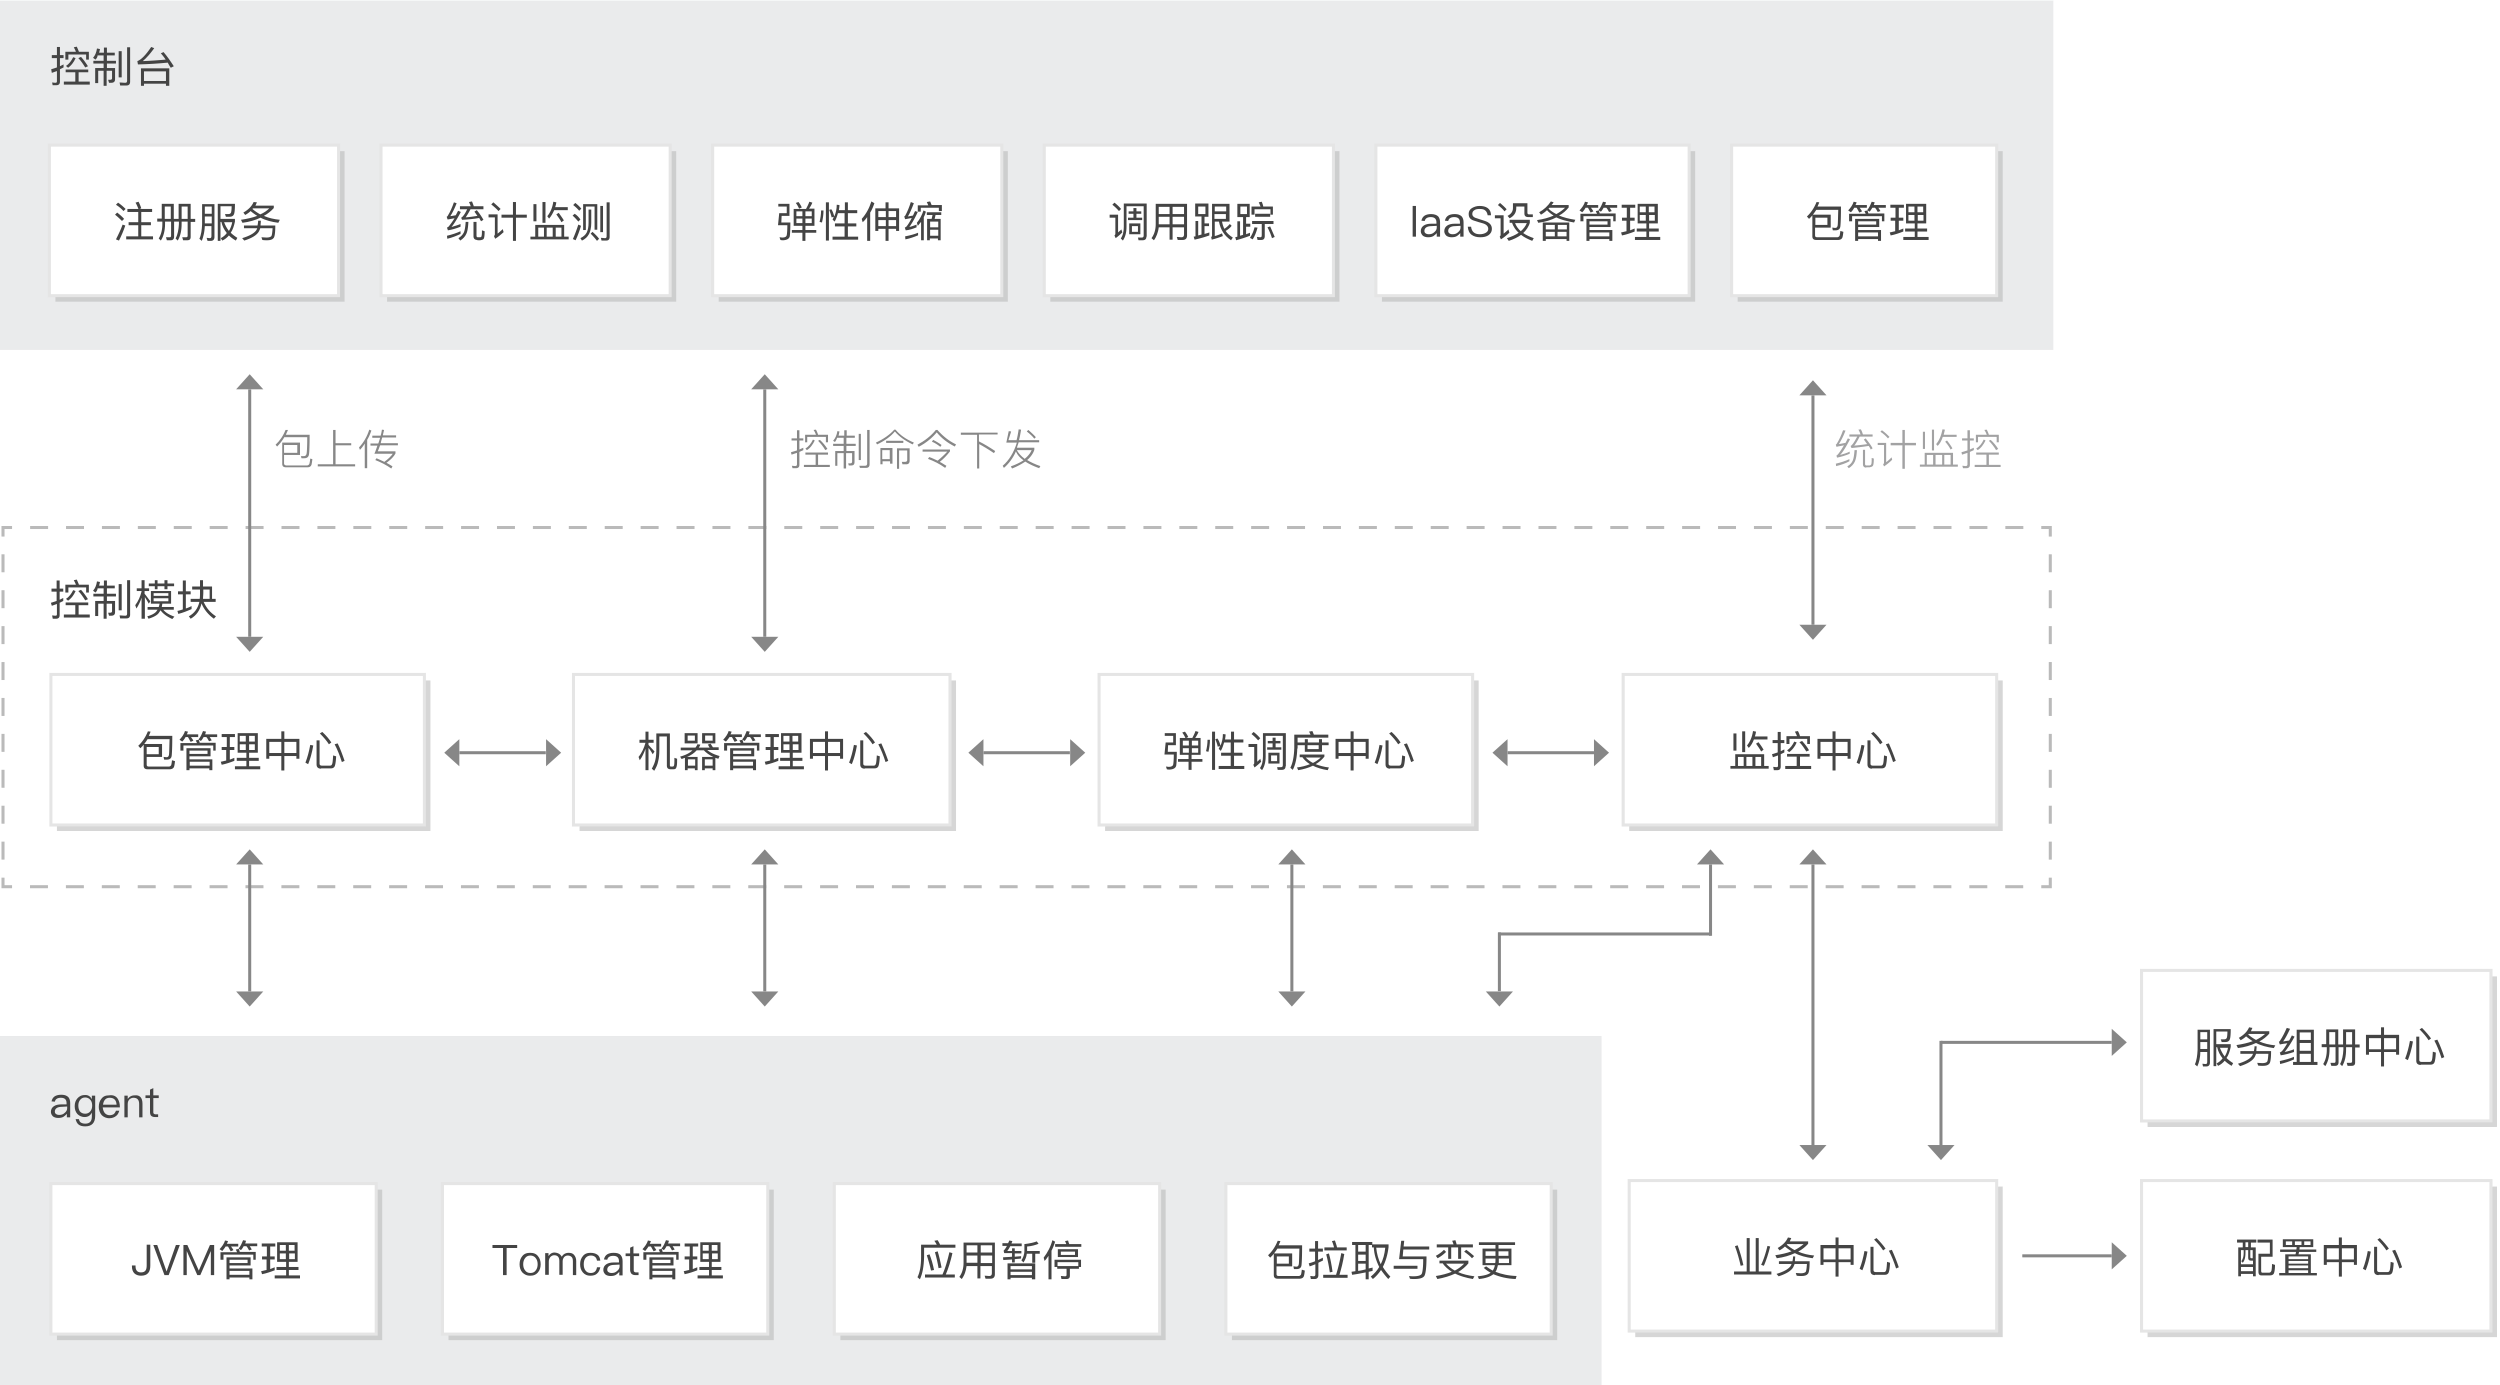 控制台
注册服务
统计监测
弹性伸缩
调用跟踪
IaaS设备管理
包管理
包上传
控制命令下发
统计监控
控制模块
包管理中心
机器管理中心
弹性调度中心
监控中心
agent
服务组册中心
JVM管理
Tomcat管理
应用暂停
包拉取与变更
业务中心
配置中心